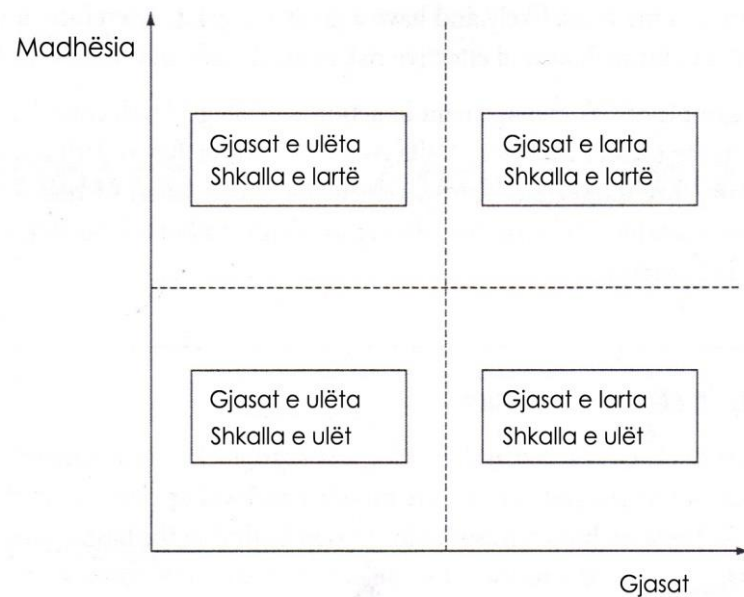 Madhësia
Gjasat e ulëta
Shkalla e lartë
Gjasat e larta
Shkalla e lartë
Gjasat e ulëta
Shkalla e ulët
Gjasat e larta
Shkalla e ulët
Gjasat